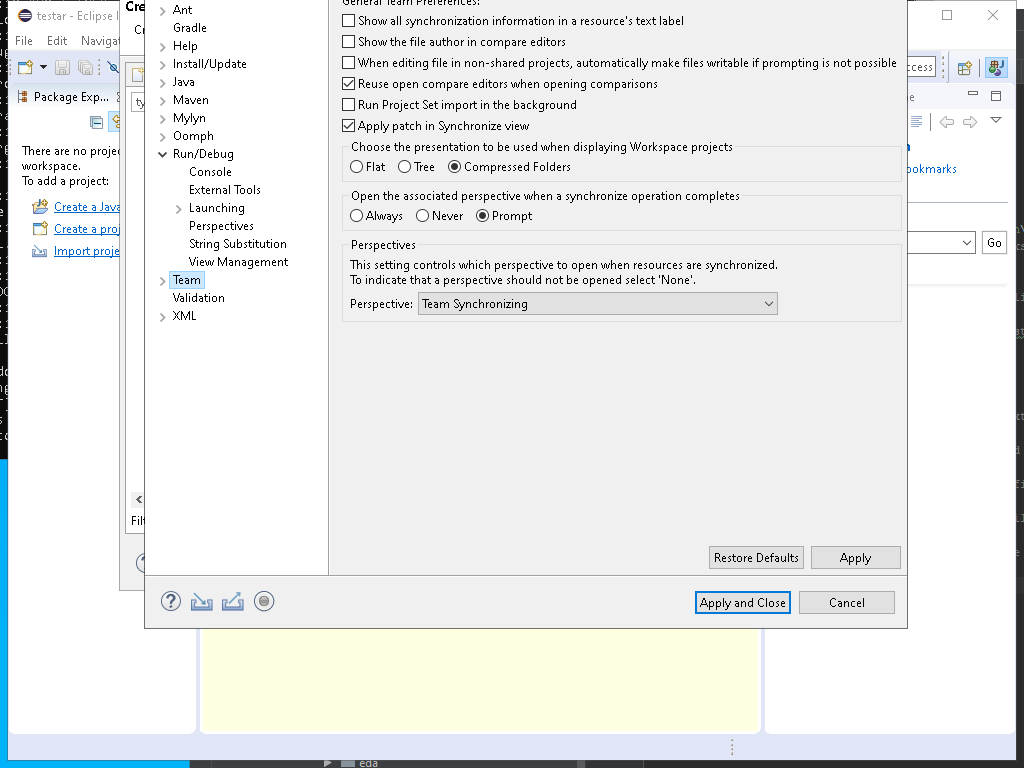 testar - Eclipse I
File Edit Navigat
Package Exp...
There are no projec
workspace.
To add a project:
Create a Java
Create a proj
Import proje
Cre
Cr
ty
Filt
Ant
Gradle
Help
Install/Update
Java
Maven
Mylyn
Oomph
Run/Debug
Console
External Tools
Launching
Perspectives
String Substitution
View Management
Team
Validation
XML
General Team Preferences:
Show all synchronization information in a resource's text label
Show the file author in compare editors
When editing file in non-shared projects, automatically make files writable if prompting is not possible
Reuse open compare editors when opening comparisons
Run Project Set import in the background
Apply patch in Synchronize view
Choose the presentation to be used when displaying Workspace projects
Flat Tree Compressed Folders
Open the associated perspective when a synchronize operation completes
Always Never Prompt
Perspectives
This setting controls which perspective to open when resources are synchronized.
To indicate that a perspective should not be opened select 'None'.
Perspective: Team Synchronizing
Restore Defaults Apply
Apply and Close Cancel
ccess
ookmarks
Go
eda